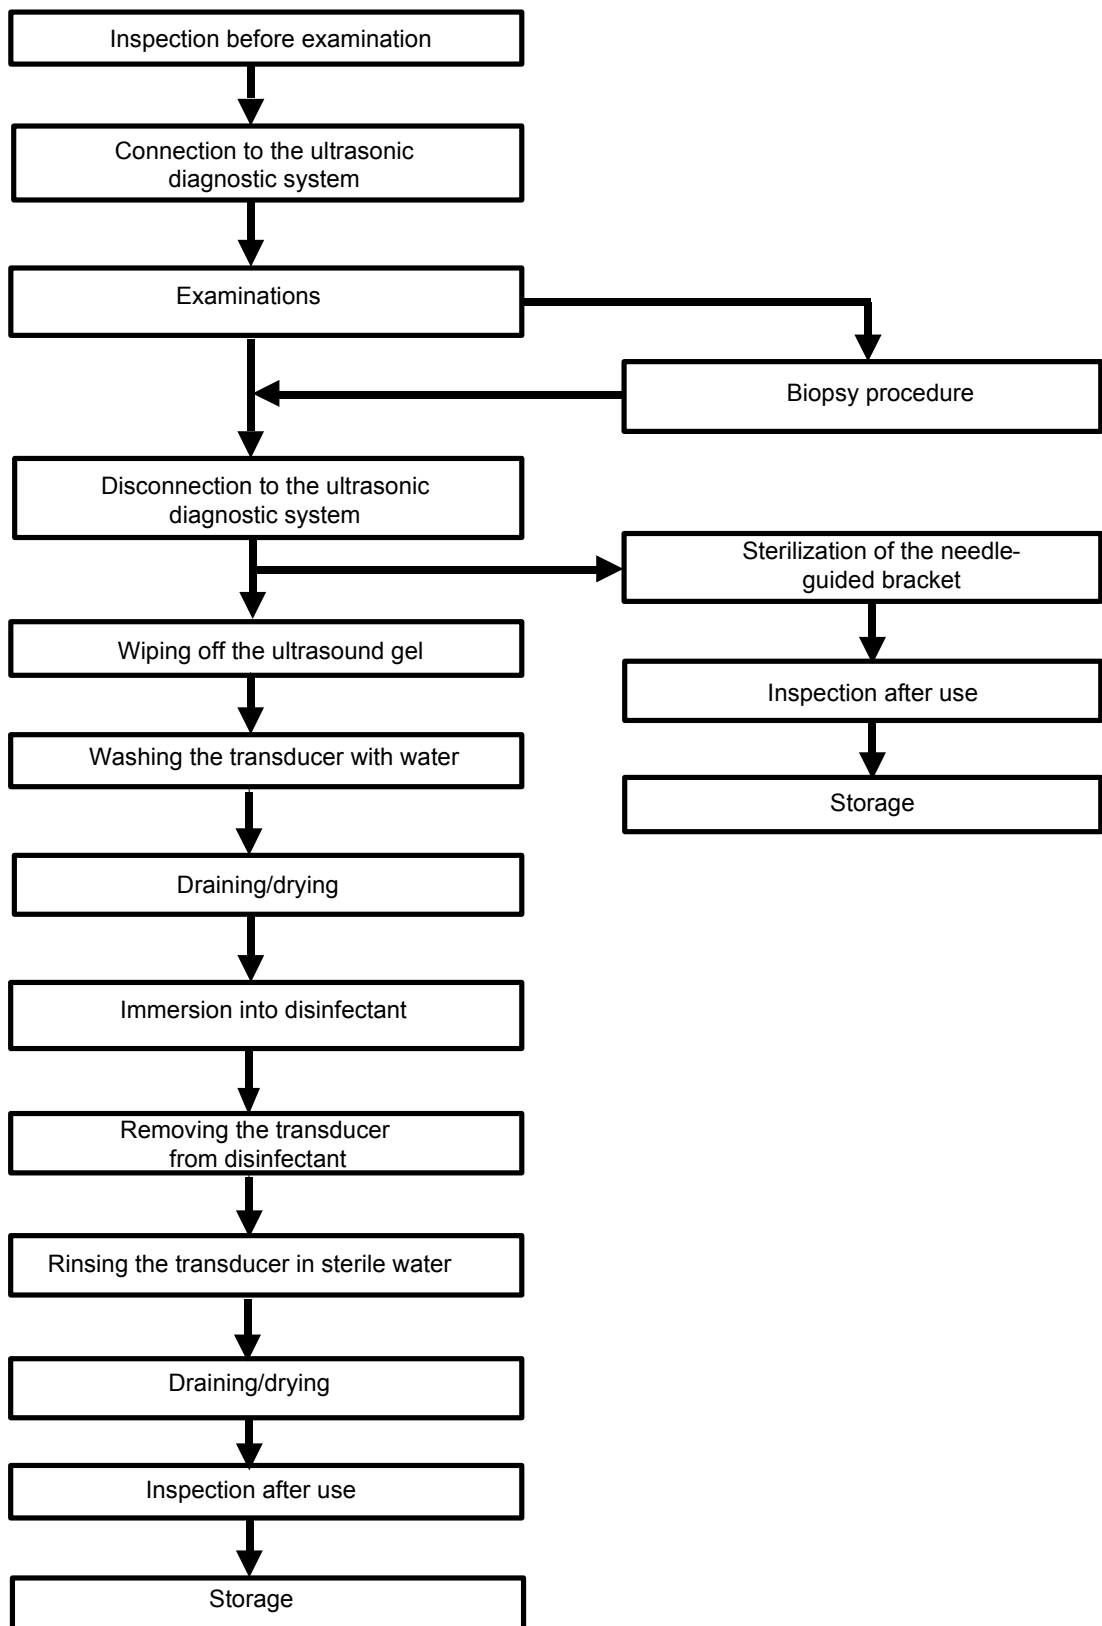 Inspection before examination
Connection to the ultrasonic
diagnostic system
Examinations
Biopsy procedure
Disconnection to the ultrasonic
diagnostic system
Sterilization of the needle-
guided bracket
Wiping off the ultrasound gel
Inspection after use
Washing the transducer with water
Storage
Draining/drying
Immersion into disinfectant
Removing the transducer
from disinfectant
Rinsing the transducer in sterile water
Draining/drying
Inspection after use
Storage